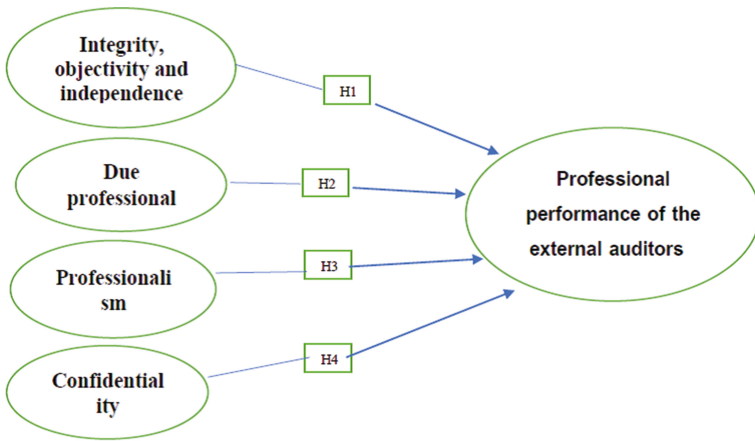 Integrity,
objectivity and
independence
H1
Due
professional
H2
Professionali
sm
H3
Confidential
ity
H4
Professional
performance of the
external auditors